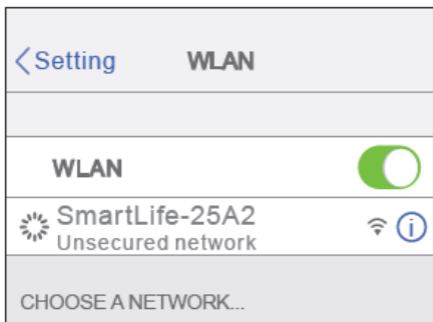 Setting WLAN
WLAN
SmartLife-25A2
Unsecured network
CHOOSE A NETWORK...